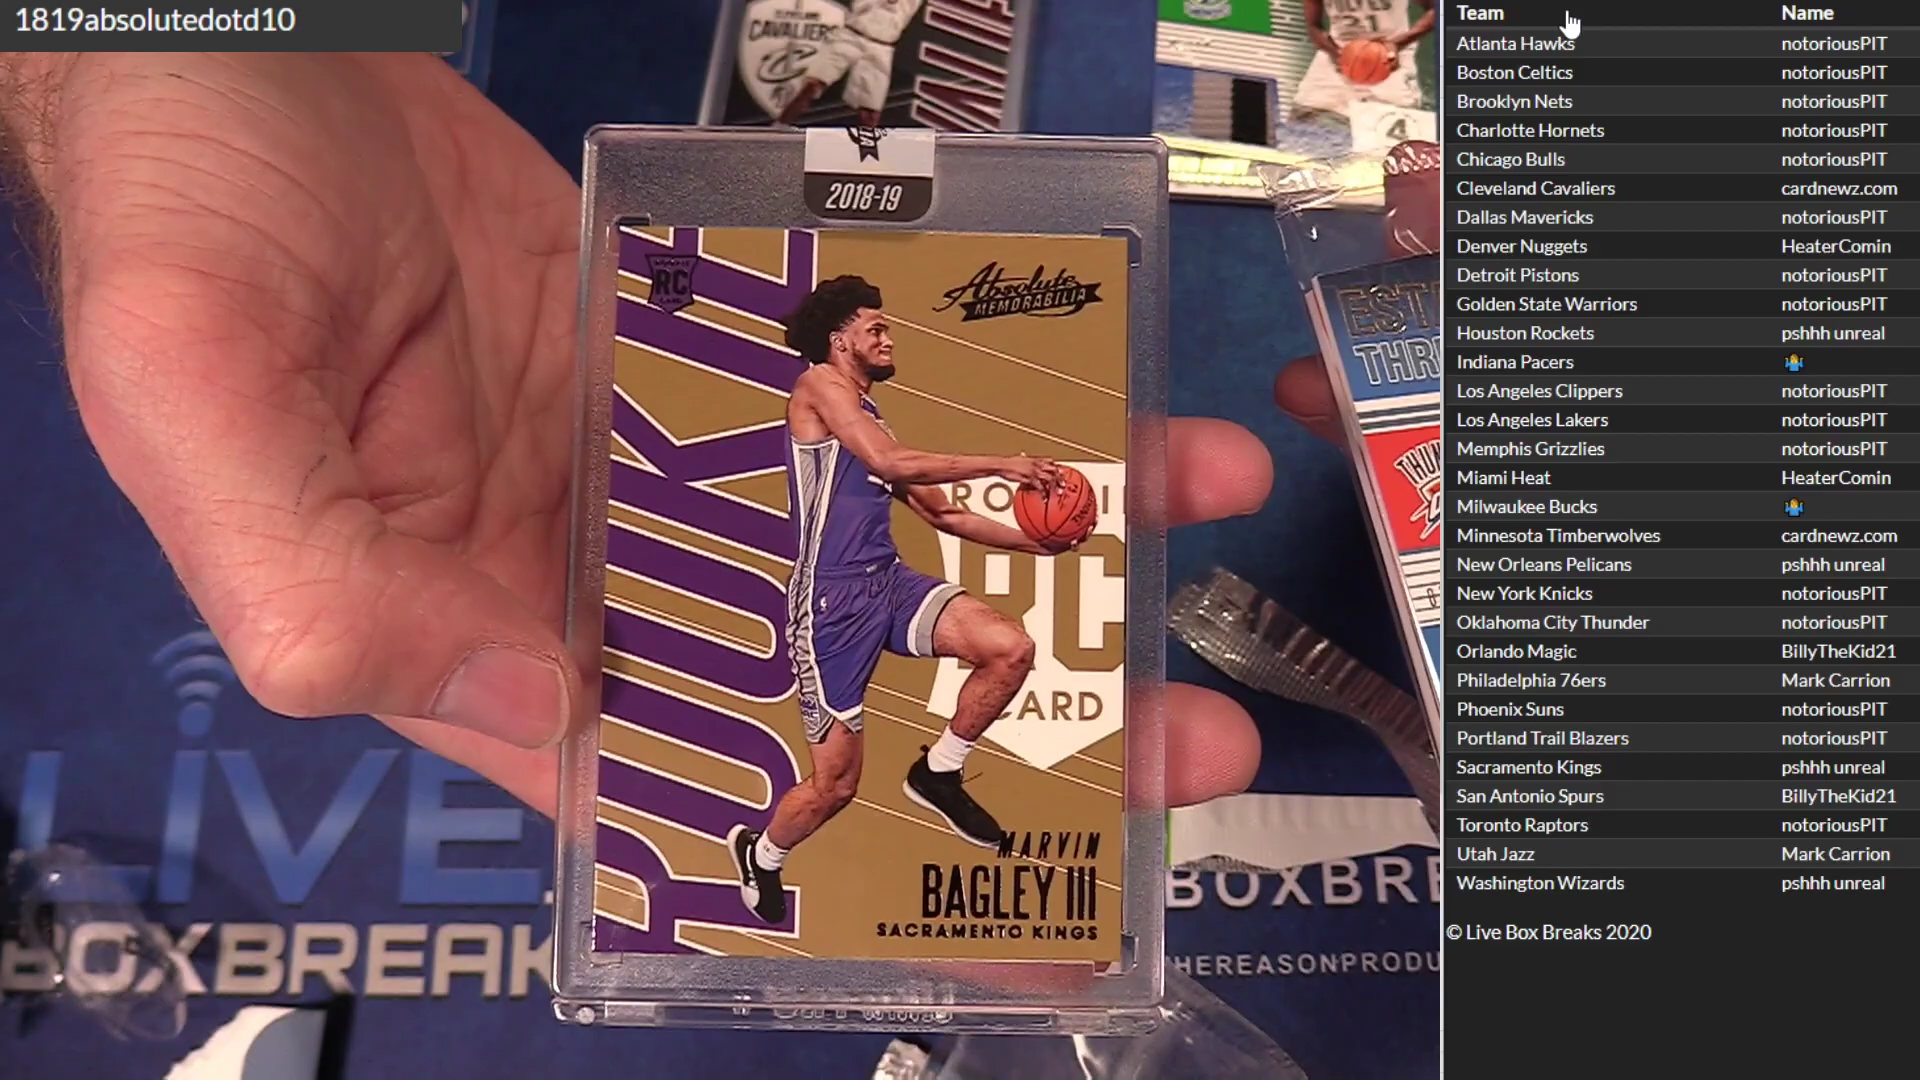 1819absolutedotd10
CAVALIERS
21
4
2018-19
RC
Absolute
MEMORABILIA
ROOKIE
RC
CARD
MARVIN
BAGLEY III
SACRAMENTO KINGS
THUN
LIVE
BOXBREAK
BOXBRE
HEREASONPRODU
Team Name
Atlanta Hawks notoriousPIT
Boston Celtics notoriousPIT
Brooklyn Nets notoriousPIT
Charlotte Hornets notoriousPIT
Chicago Bulls notoriousPIT
Cleveland Cavaliers cardnewz.com
Dallas Mavericks notoriousPIT
Denver Nuggets HeaterComin
Detroit Pistons notoriousPIT
Golden State Warriors notoriousPIT
Houston Rockets pshhh unreal
Indiana Pacers 🤷
Los Angeles Clippers notoriousPIT
Los Angeles Lakers notoriousPIT
Memphis Grizzlies notoriousPIT
Miami Heat HeaterComin
Milwaukee Bucks 🤷
Minnesota Timberwolves cardnewz.com
New Orleans Pelicans pshhh unreal
New York Knicks notoriousPIT
Oklahoma City Thunder notoriousPIT
Orlando Magic BillyTheKid21
Philadelphia 76ers Mark Carrion
Phoenix Suns notoriousPIT
Portland Trail Blazers notoriousPIT
Sacramento Kings pshhh unreal
San Antonio Spurs BillyTheKid21
Toronto Raptors notoriousPIT
Utah Jazz Mark Carrion
Washington Wizards pshhh unreal
© Live Box Breaks 2020